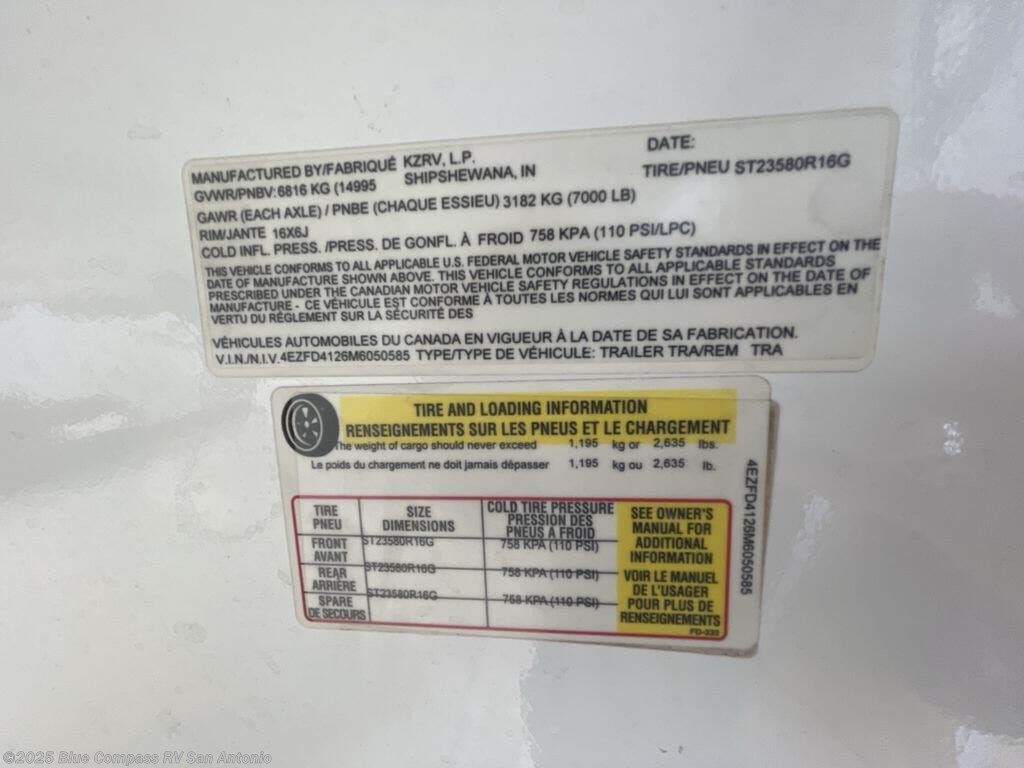 MANUFACTURED BY/FABRIQUÉ KZRV, L.P. DATE:
GVWR/PNBV: 6816 KG (14995 SHIPSHEWANA, IN TIRE/PNEU ST23580R16G
GAWR (EACH AXLE) / PNBE (CHAQUE ESSIEU) 3182 KG (7000 LB)
RIM/JANTE 16X6J
COLD INFL. PRESS. /PRESS. DE GONFL. À FROID 758 KPA (110 PSI/LPC)
THIS VEHICLE CONFORMS TO ALL APPLICABLE U.S. FEDERAL MOTOR VEHICLE SAFETY STANDARDS IN EFFECT ON THE
DATE OF MANUFACTURE SHOWN ABOVE. THIS VEHICLE CONFORMS TO ALL APPLICABLE STANDARDS
PRESCRIBED UNDER THE CANADIAN MOTOR VEHICLE SAFETY REGULATIONS IN EFFECT ON THE DATE OF
MANUFACTURE - CE VÉHICULE EST CONFORME À TOUTES LES NORMES QUI LUI SONT APPLICABLES EN
VERTU DU RÉGLEMENT SUR LA SÉCURITÉ DES
VÉHICULES AUTOMOBILES DU CANADA EN VIGUEUR À LA DATE DE SA FABRICATION.
V.I.N./N.I.V.4EZFD4126M6050585 TYPE/TYPE DE VÉHICULE: TRAILER TRA/REM TRA
TIRE AND LOADING INFORMATION
RENSEIGNEMENTS SUR LES PNEUS ET LE CHARGEMENT
The weight of cargo should never exceed 1,195 kg or 2,635 lbs.
Le poids du chargement ne doit jamais dépasser 1,195 kg ou 2,635 lb.
TIRE
PNEU
SIZE
DIMENSIONS
COLD TIRE PRESSURE
PRESSION DES
PNEUS A FROID
FRONT
AVANT
ST23580R16G
758 KPA (110 PSI)
REAR
ARRIÈRE
ST23580R16G
758 KPA (110 PSI)
SPARE
DE SECOURS
ST23580R16G
758 KPA (110 PSI)
SEE OWNER'S
MANUAL FOR
ADDITIONAL
INFORMATION
VOIR LE MANUEL
DE L'USAGER
POUR PLUS DE
RENSEIGNEMENTS
FD-333
4EZFD4126M6050585
©2025 Blue Compass RV San Antonio